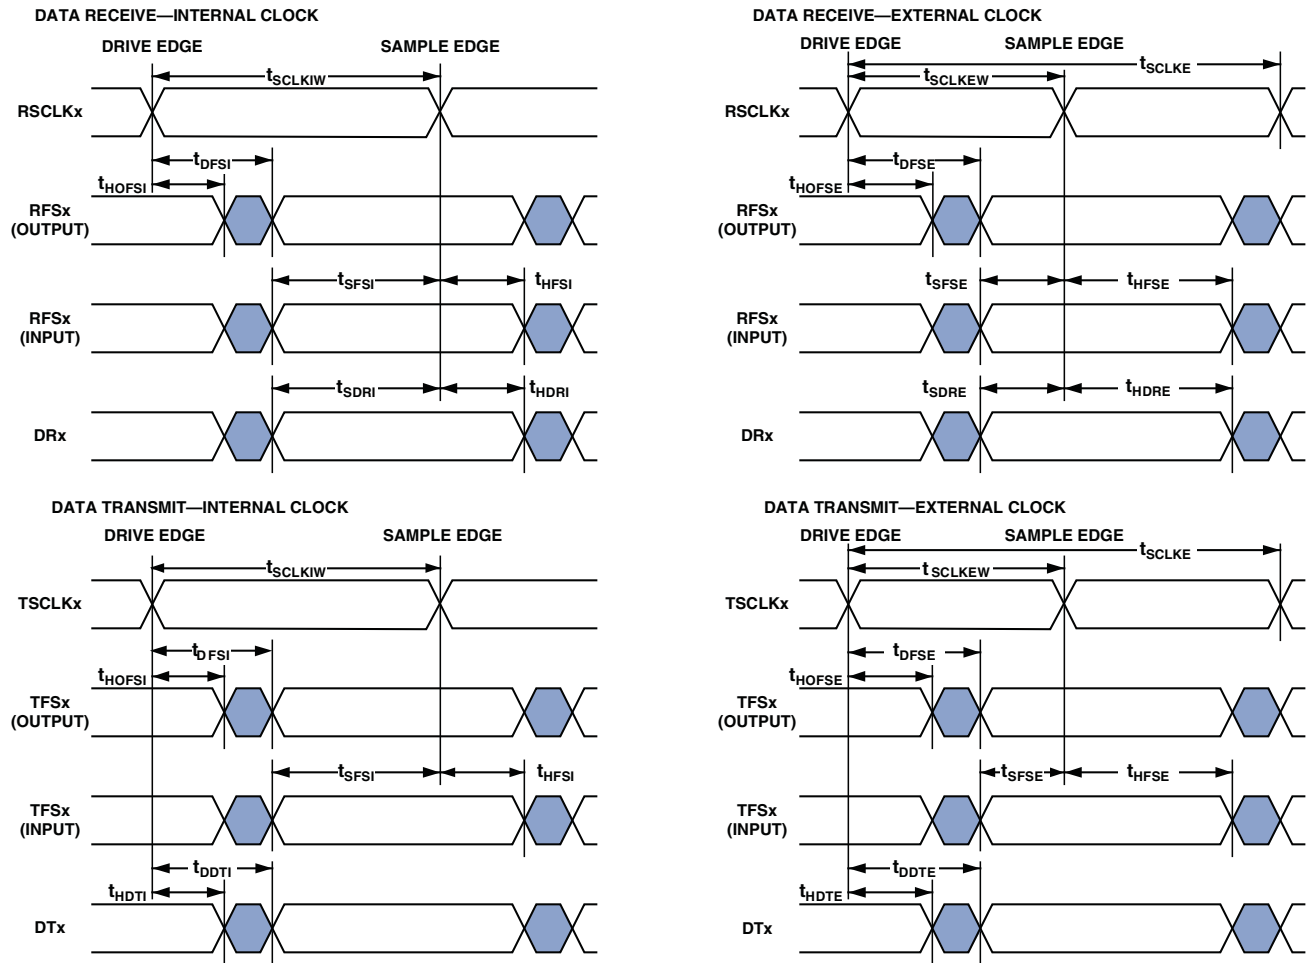 DATA RECEIVE—INTERNAL CLOCK
DRIVE EDGE
SAMPLE EDGE
tSCLKIW
RSCLKx
tDFSI
tHOFSI
RFSx
(OUTPUT)
tSFSI
tHFSI
RFSx
(INPUT)
tSDRI
tHDRI
DRx
DATA RECEIVE—EXTERNAL CLOCK
DRIVE EDGE
SAMPLE EDGE
tSCLKE
tSCLKEW
RSCLKx
tDFSE
tHOFSE
RFSx
(OUTPUT)
tSFSE
tHFSE
RFSx
(INPUT)
tSDRE
tHDRE
DRx
DATA TRANSMIT—INTERNAL CLOCK
DRIVE EDGE
SAMPLE EDGE
tSCLKIW
TSCLKx
tDFSI
tHOFSI
TFSx
(OUTPUT)
tSFSI
tHFSI
TFSx
(INPUT)
tDDTI
tHDTI
DTx
DATA TRANSMIT—EXTERNAL CLOCK
DRIVE EDGE
SAMPLE EDGE
tSCLKE
tSCLKEW
TSCLKx
tDFSE
tHOFSE
TFSx
(OUTPUT)
tSFSE
tHFSE
TFSx
(INPUT)
tDDTE
tHDTE
DTx